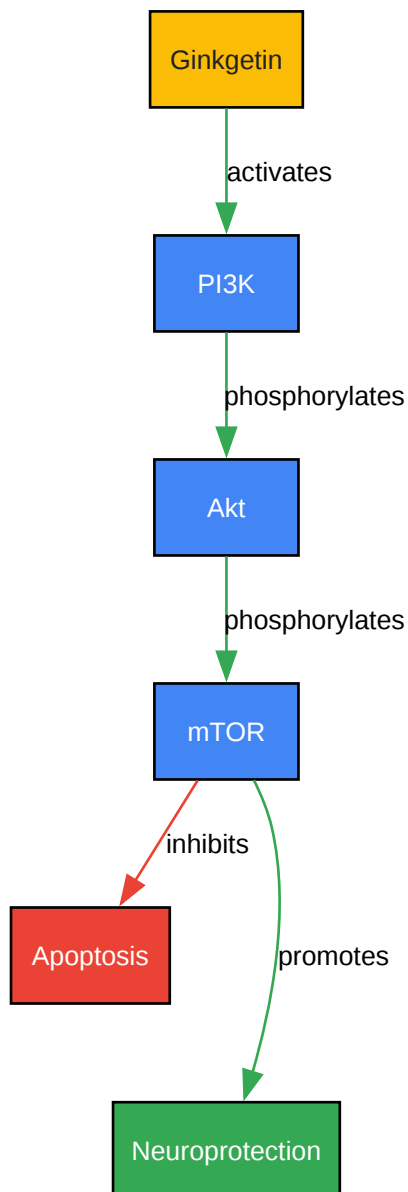 Ginkgetin
activates
PI3K
phosphorylates
Akt
phosphorylates
mTOR
inhibits
Apoptosis
promotes
Neuroprotection